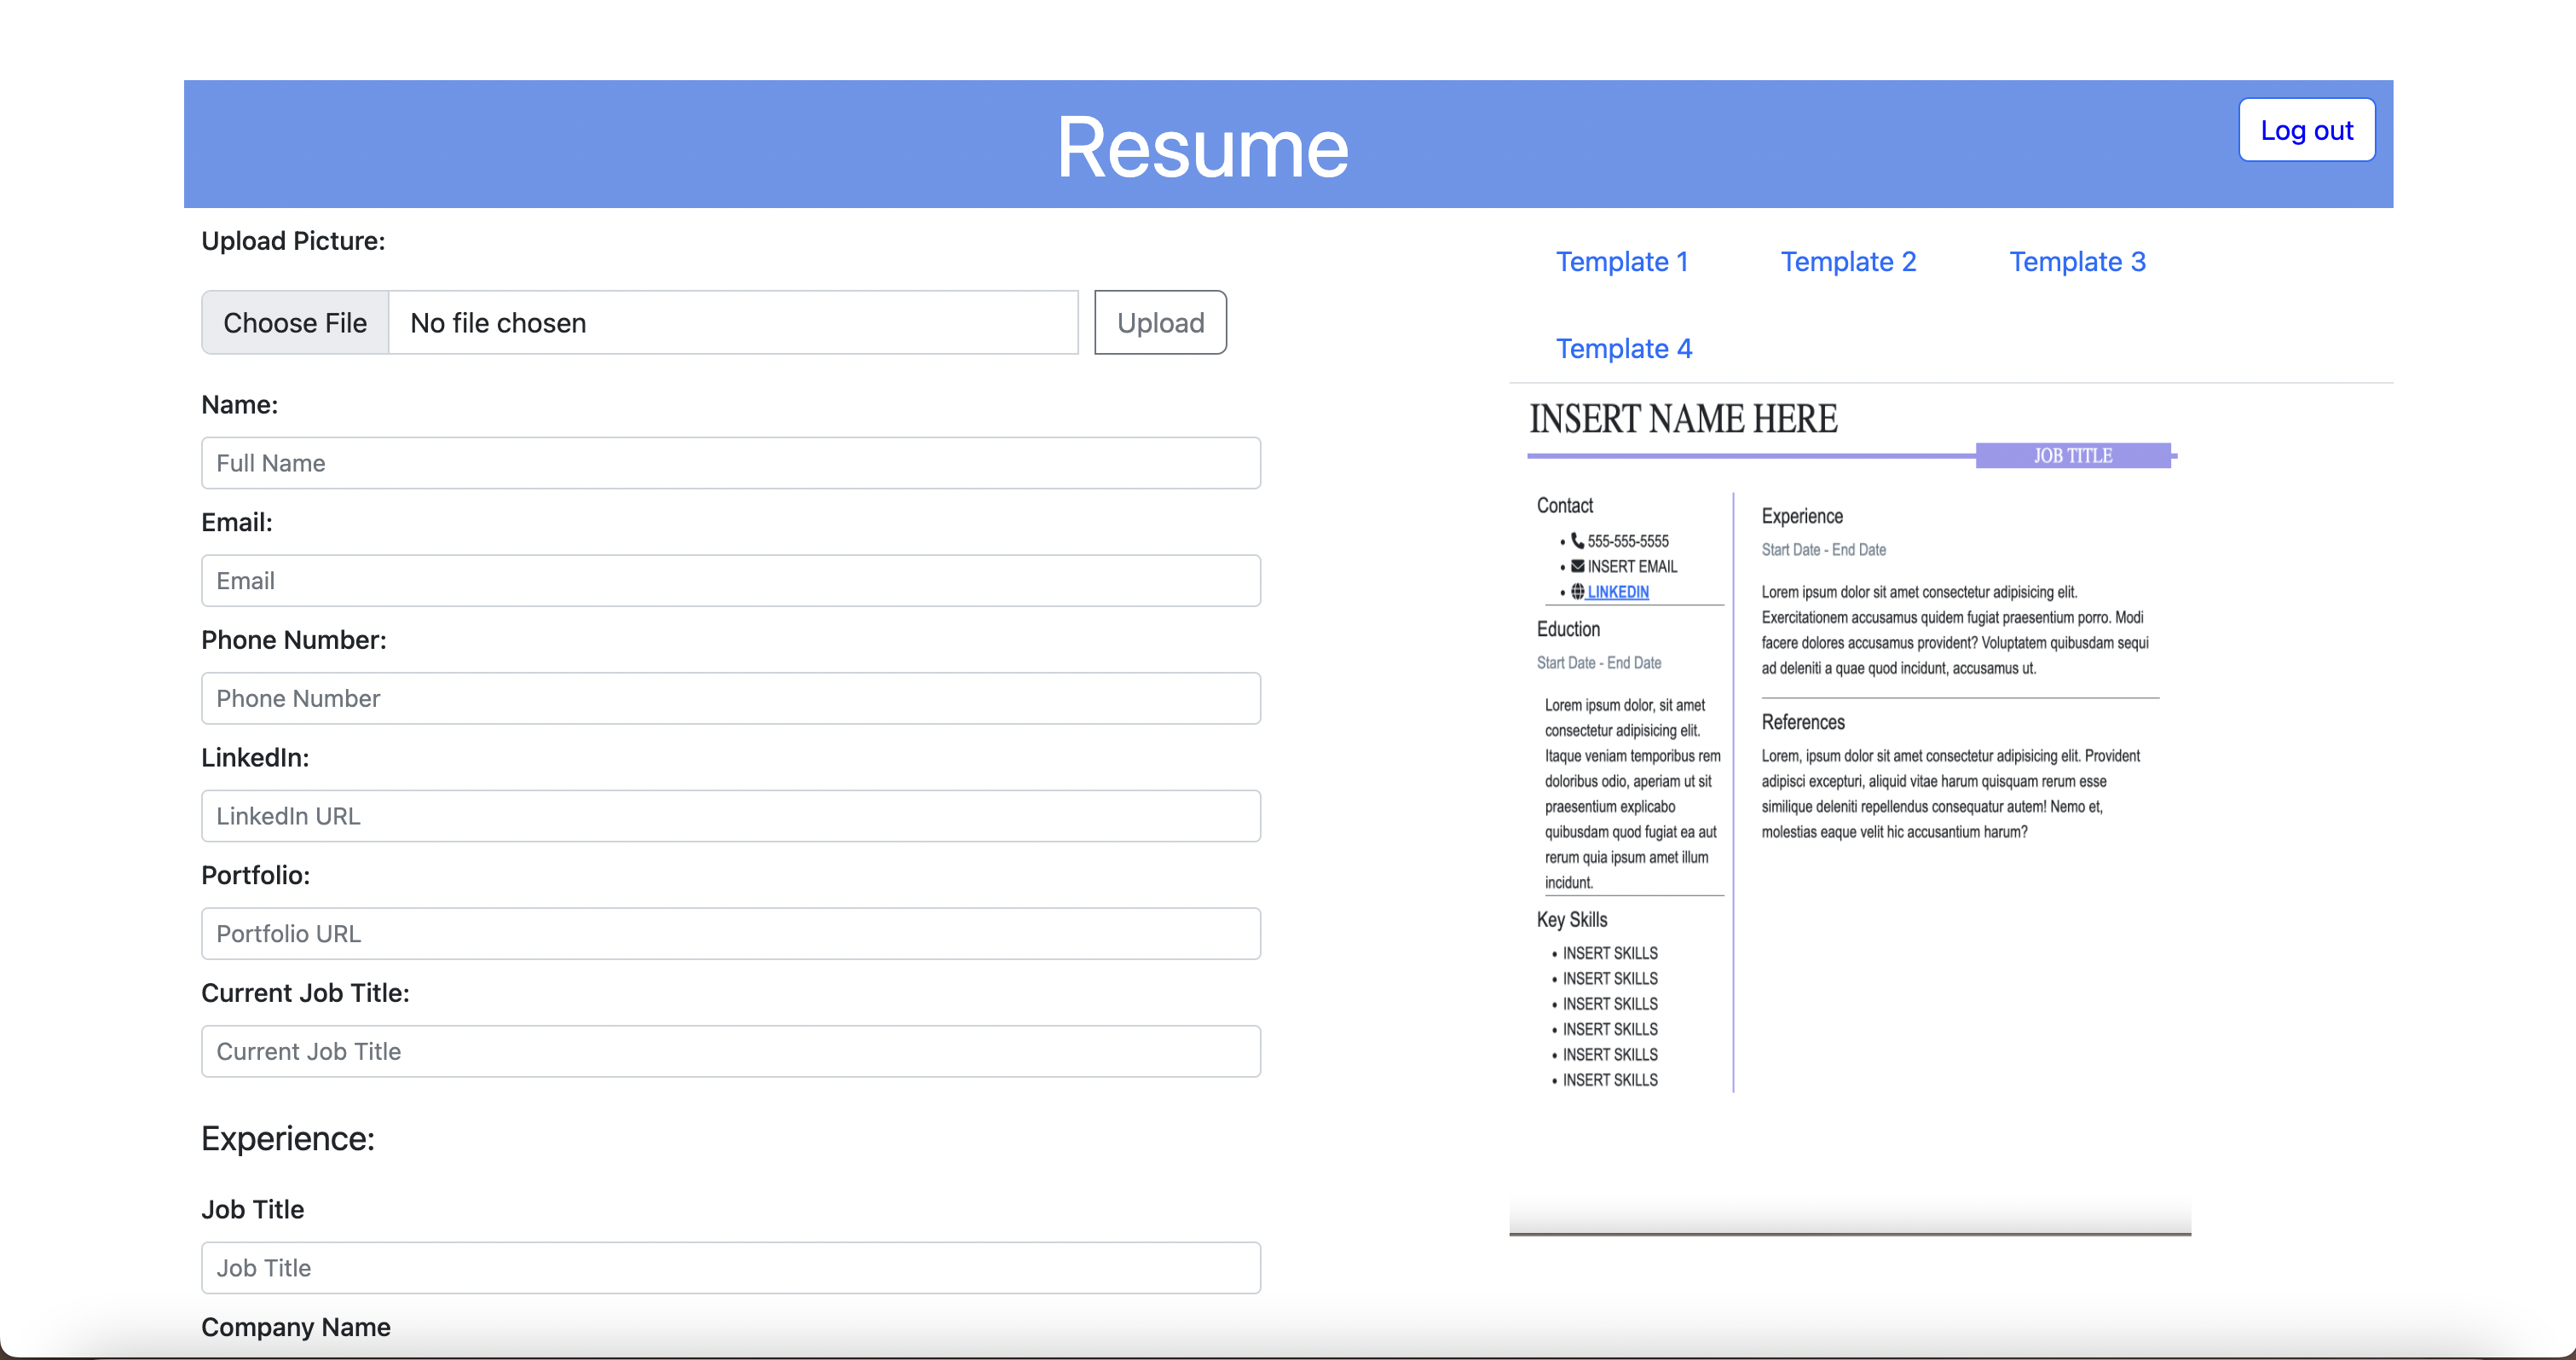 Resume
Log out
Upload Picture:
Choose File No file chosen Upload
Name:
Full Name
Email:
Email
Phone Number:
Phone Number
LinkedIn:
LinkedIn URL
Portfolio:
Portfolio URL
Current Job Title:
Current Job Title
Experience:
Job Title
Job Title
Company Name
Template 1 Template 2 Template 3
Template 4
INSERT NAME HERE
JOB TITLE
Contact
• 555-555-5555
• INSERT EMAIL
• LINKEDIN
Eduction
Start Date - End Date
Lorem ipsum dolor, sit amet
consectetur adipisicing elit.
Itaque veniam temporibus rem
doloribus odio, aperiam ut sit
praesentium explicabo
quibusdam quod fugiat ea aut
rerum quia ipsum amet illum
incidunt.
Key Skills
• INSERT SKILLS
• INSERT SKILLS
• INSERT SKILLS
• INSERT SKILLS
• INSERT SKILLS
• INSERT SKILLS
Experience
Start Date - End Date
Lorem ipsum dolor sit amet consectetur adipisicing elit.
Exercitationem accusamus quidem fugiat praesentium porro. Modi
facere dolores accusamus provident? Voluptatem quibusdam sequi
ad deleniti a quae quod incidunt, accusamus ut.
References
Lorem, ipsum dolor sit amet consectetur adipisicing elit. Provident
adipisci excepturi, aliquid vitae harum quisquam rerum esse
similique deleniti repellendus consequatur autem! Nemo et,
molestias eaque velit hic accusantium harum?